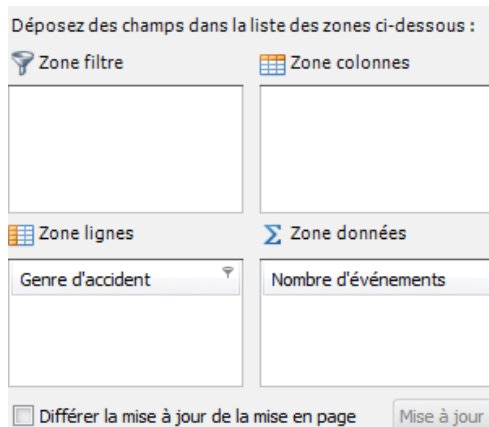 Déposez des champs dans la liste des zones ci-dessous :
Zone filtre
Zone colonnes
Zone lignes
Zone données
Genre d'accident
Nombre d'événements
Différer la mise à jour de la mise en page
Mise à jour